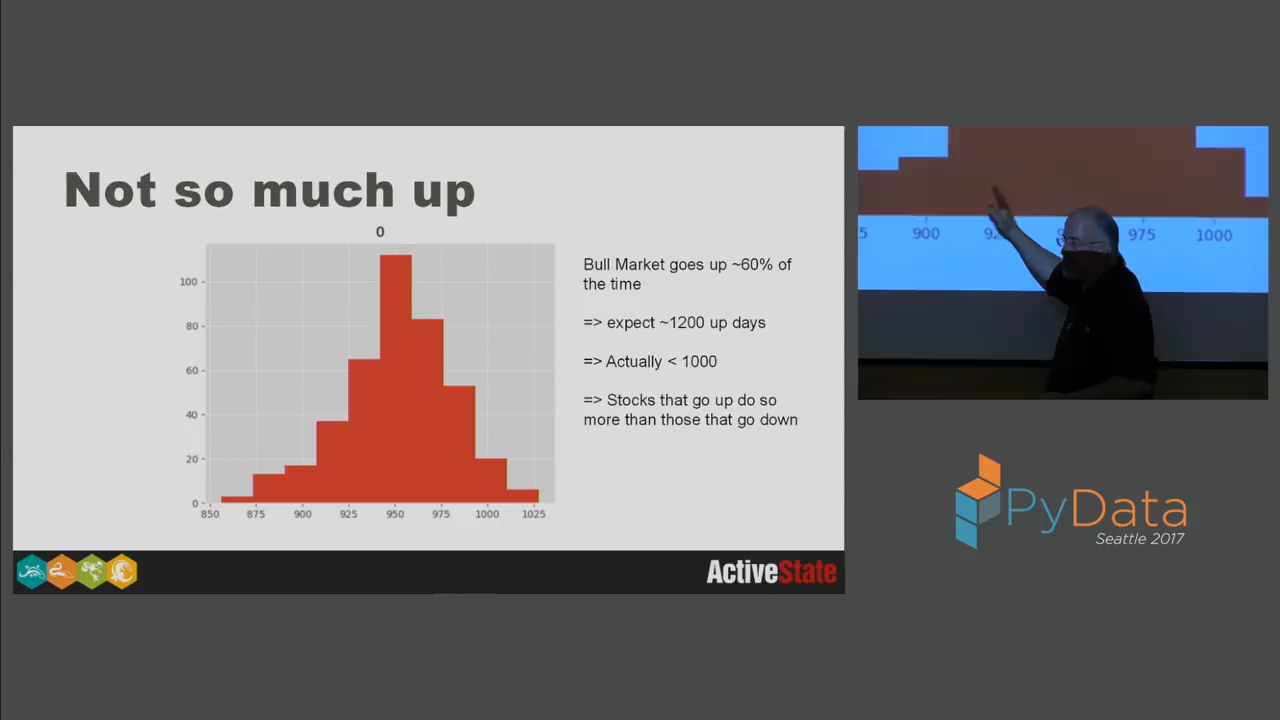 Not so much up
0
100
80
60
40
20
0
850 875 900 925 950 975 1000 1025
Bull Market goes up ~60% of
the time
=> expect ~1200 up days
=> Actually < 1000
=> Stocks that go up do so
more than those that go down
ActiveState
5 900 975 1000
PyData
Seattle 2017